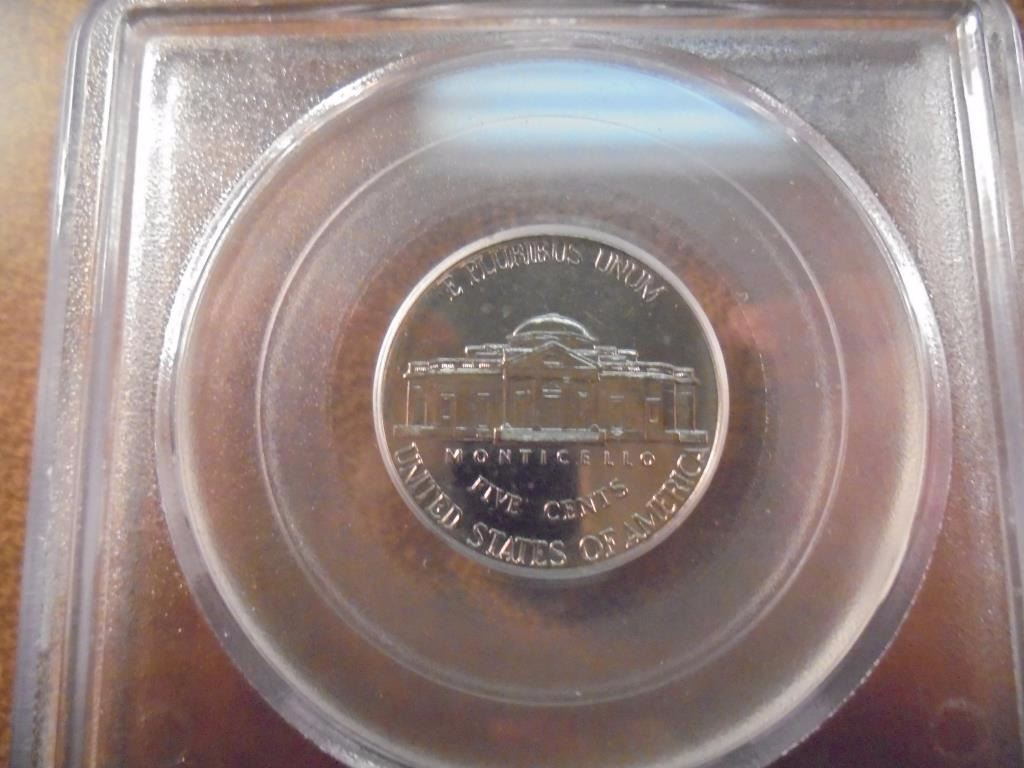 E PLURIBUS UNUM
MONTICELLO
FIVE CENTS
UNITED STATES OF AMERICA